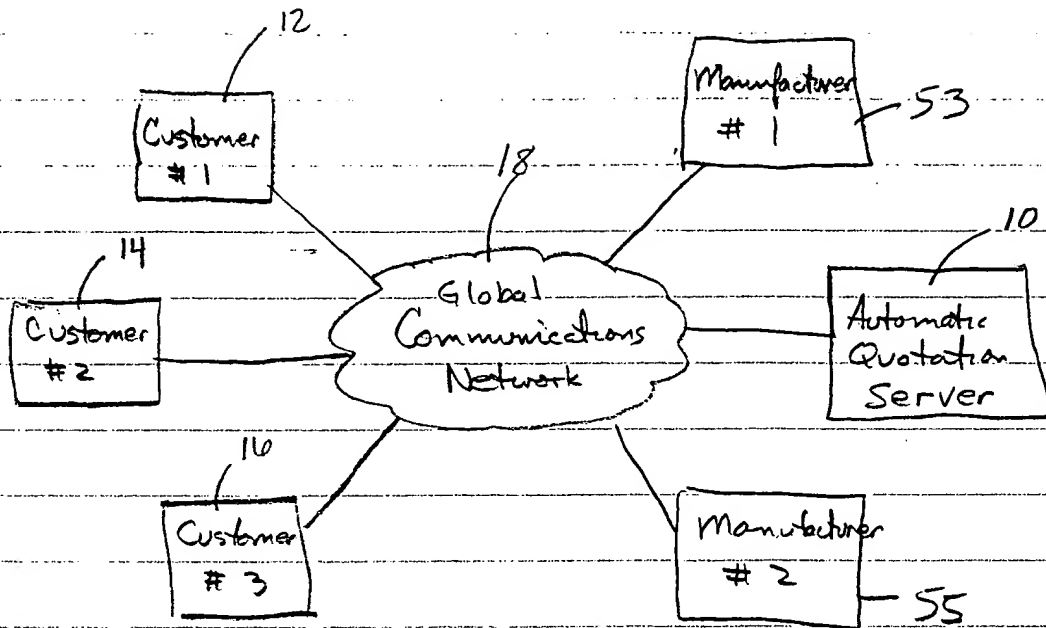 12
Customer
# 1
Manufacturer
# 1
53
18
14
Customer
# 2
Global
Communications
Network
10
Automatic
Quotation
Server
16
Customer
# 3
Manufacturer
# 2
55